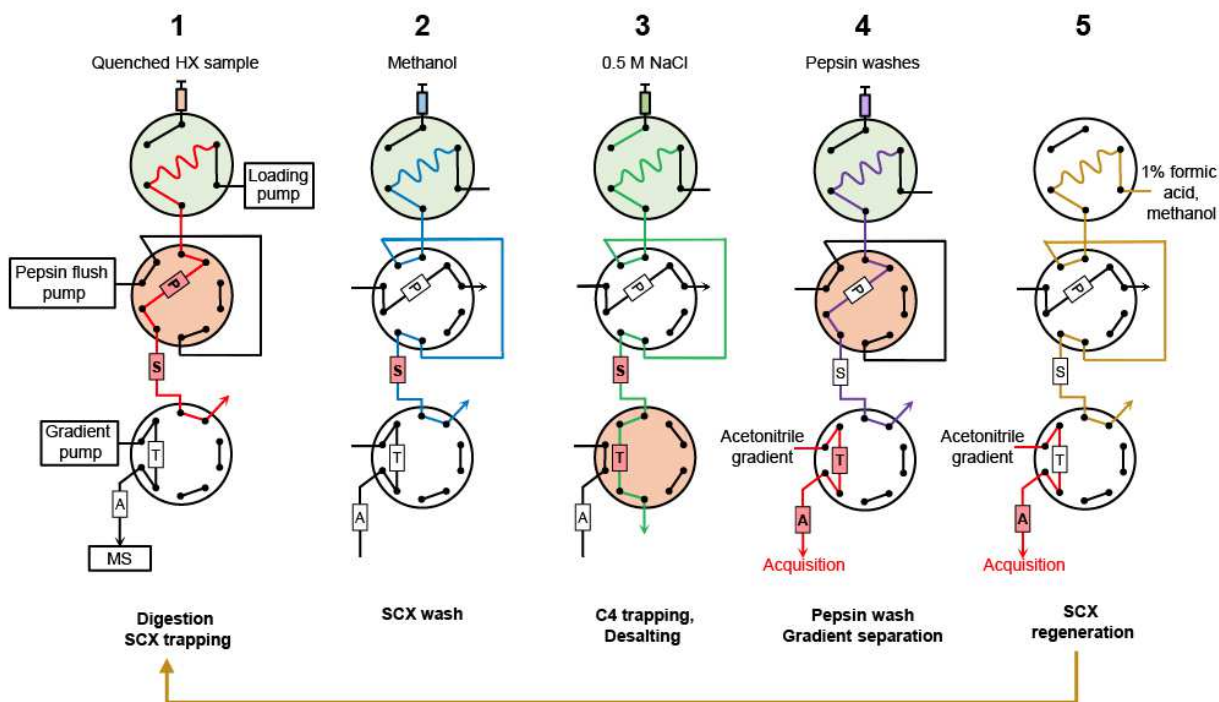 1 2 3 4 5
Quenched HX sample Methanol 0.5 M NaCl Pepsin washes
Loading
pump
1% formic
acid,
methanol
Pepsin flush
pump
P P P P P
S S S S S
Gradient
pump
Acetonitrile
gradient
Acetonitrile
gradient
T T T T T
A A A A A
MS
Acquisition Acquisition
Digestion
SCX trapping
SCX wash
C4 trapping,
Desalting
Pepsin wash
Gradient separation
SCX
regeneration